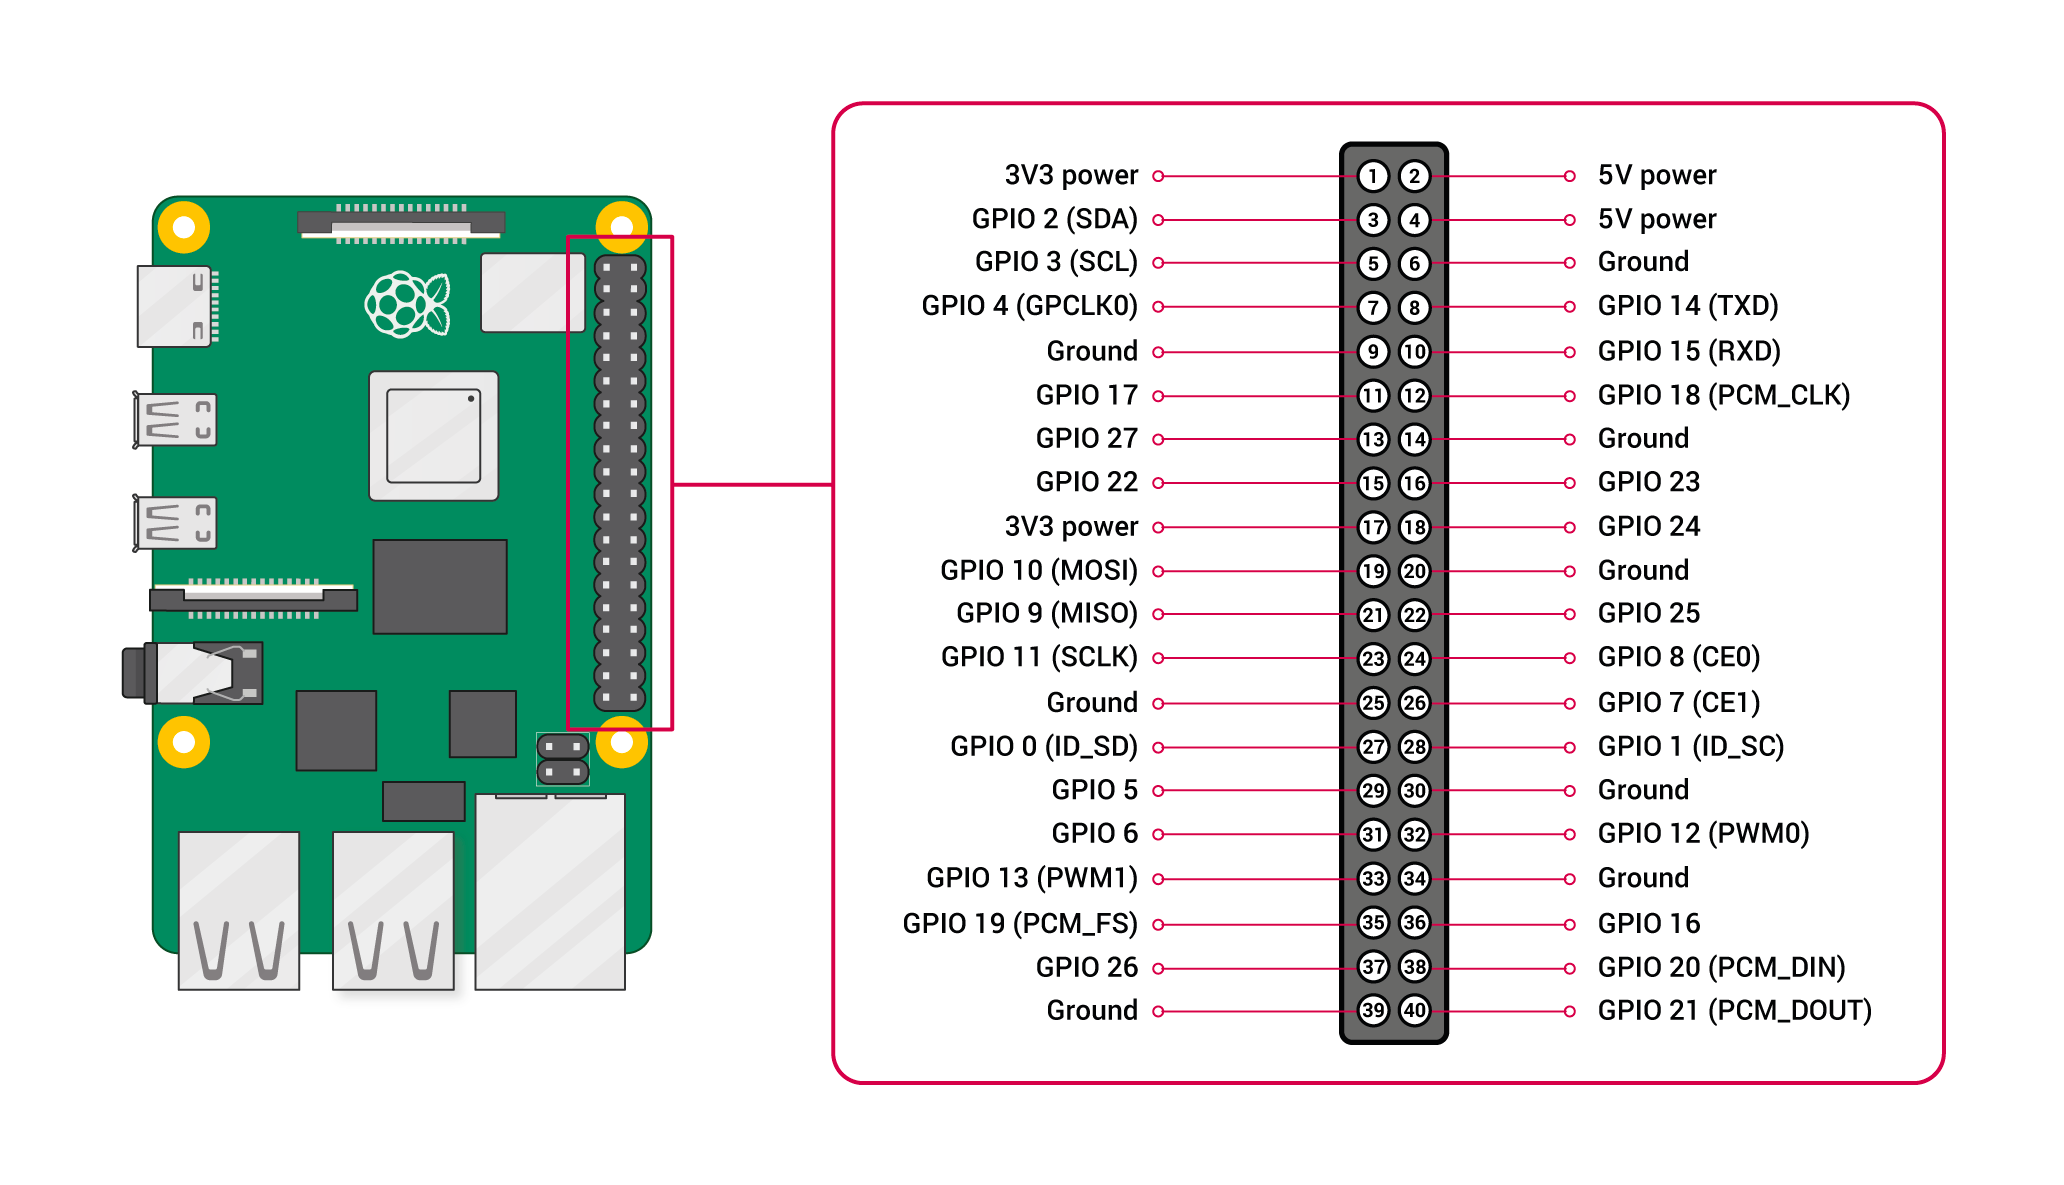 3V3 power 1 2 5V power
GPIO 2 (SDA) 3 4 5V power
GPIO 3 (SCL) 5 6 Ground
GPIO 4 (GPCLK0) 7 8 GPIO 14 (TXD)
Ground 9 10 GPIO 15 (RXD)
GPIO 17 11 12 GPIO 18 (PCM_CLK)
GPIO 27 13 14 Ground
GPIO 22 15 16 GPIO 23
3V3 power 17 18 GPIO 24
GPIO 10 (MOSI) 19 20 Ground
GPIO 9 (MISO) 21 22 GPIO 25
GPIO 11 (SCLK) 23 24 GPIO 8 (CE0)
Ground 25 26 GPIO 7 (CE1)
GPIO 0 (ID_SD) 27 28 GPIO 1 (ID_SC)
GPIO 5 29 30 Ground
GPIO 6 31 32 GPIO 12 (PWM0)
GPIO 13 (PWM1) 33 34 Ground
GPIO 19 (PCM_FS) 35 36 GPIO 16
GPIO 26 37 38 GPIO 20 (PCM_DIN)
Ground 39 40 GPIO 21 (PCM_DOUT)